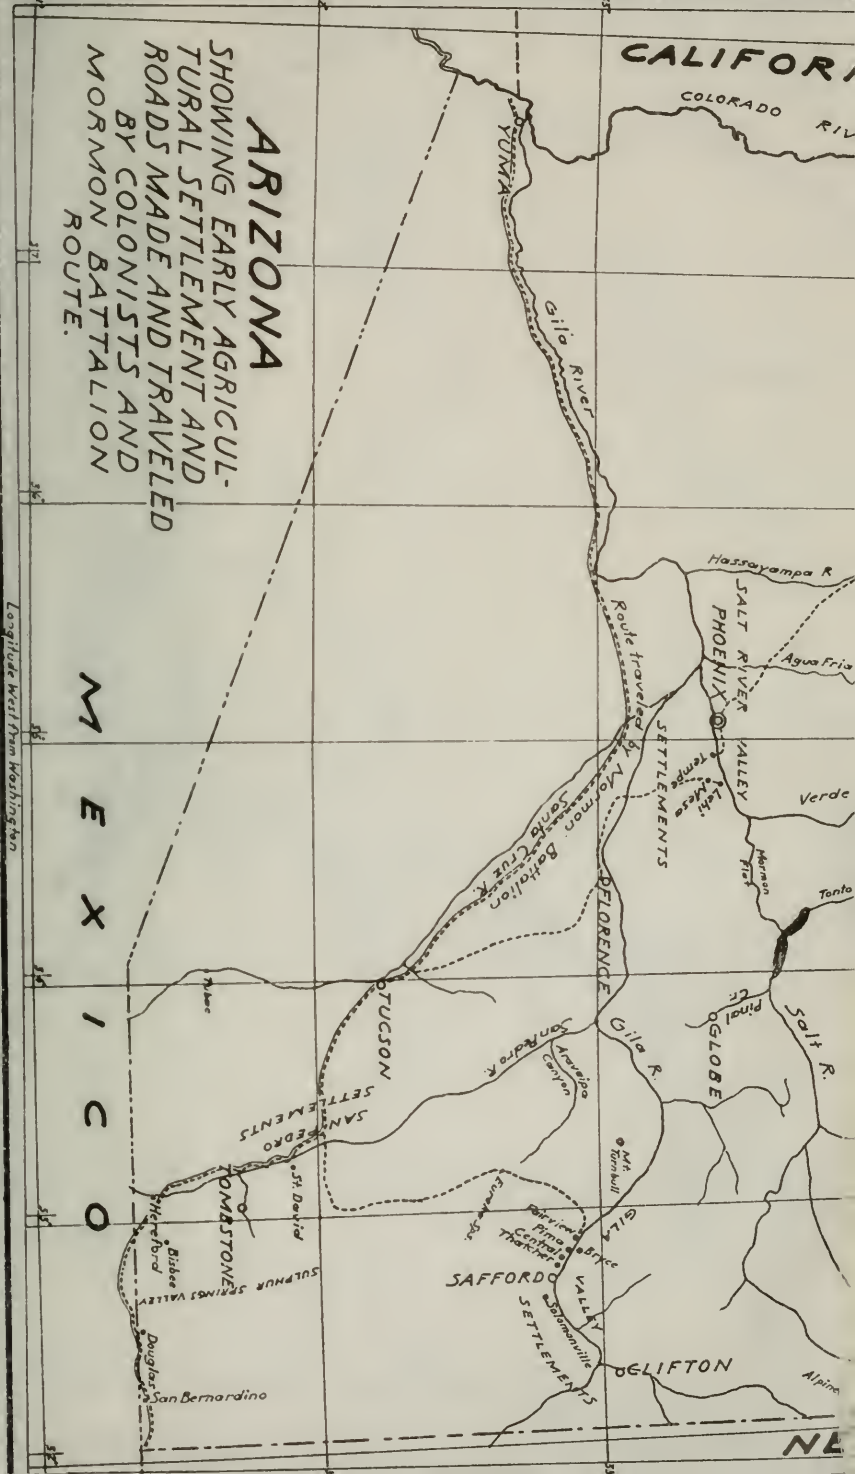 ARIZONA
SHOWING EARLY AGRICUL-
TURAL SETTLEMENT AND
ROADS MADE AND TRAVELED
BY COLONISTS AND
MORMON BATTALION
ROUTE.
MEXICO
Longitude West from Washington
COLORADO
YUMA
Gila River
Hassayampa R
Agua Fria
SALT RIVER VALLEY
SETTLEMENTS
PHOENIX
Tempe
Lehi
Mesa
Verde
Mormon
Flat
Tonto
Route traveled by Mormon Battalion
Santa Cruz R.
FLORENCE
Pinal
Cr.
GLOBE
Salt R.
Gila R.
San Pedro R.
Aravaipa
Canyon
Mt.
Turnbull
TUCSON
Tubac
SAN PEDRO
SETTLEMENTS
St. David
TOMBSTONE
Hereford
Bisbee
SULPHUR SPRINGS VALLEY
Douglas
San Bernardino
Eureka Spr.
Fairview
Pima
Central
Thatcher
Bryce
SAFFORD
Solomonville
GILA VALLEY
SETTLEMENTS
CLIFTON
Alpine